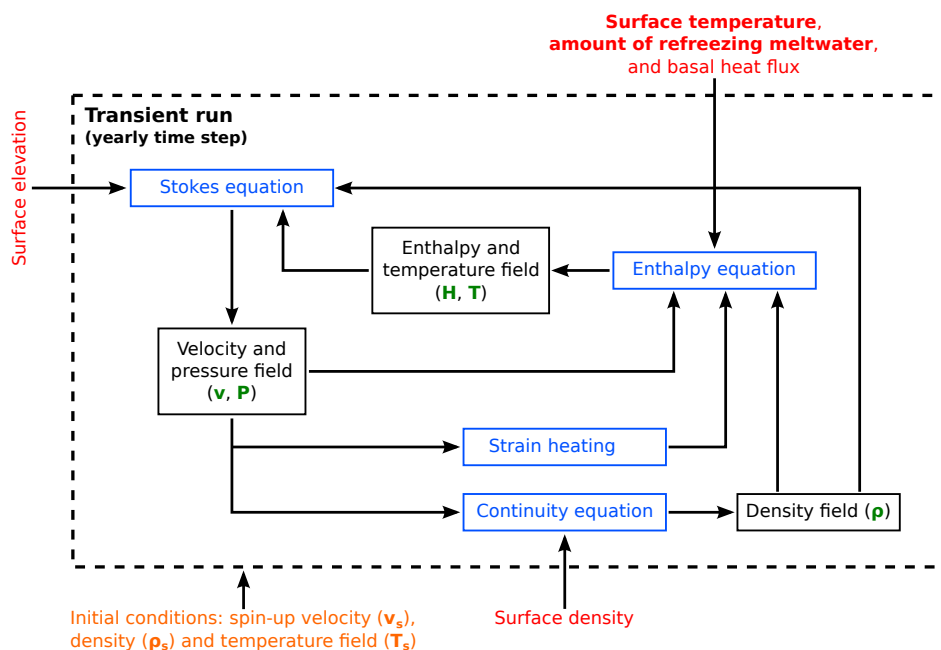 Surface temperature,
amount of refreezing meltwater,
and basal heat flux
Transient run
(yearly time step)
Surface elevation
Stokes equation
Enthalpy and
temperature field
(H, T)
Enthalpy equation
Velocity and
pressure field
(v, P)
Strain heating
Continuity equation
Density field (ρ)
Initial conditions: spin-up velocity (vₛ),
density (ρₛ) and temperature field (Tₛ)
Surface density